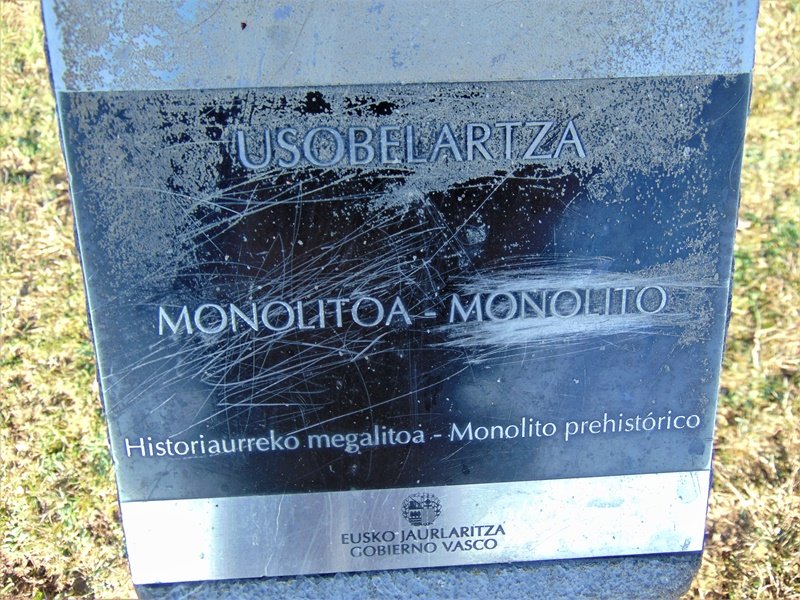 USOBELARTZA
MONOLITOA - MONOLITO
Historiaurreko megalitoa - Monolito prehistórico
EUSKO JAURLARITZA
GOBIERNO VASCO